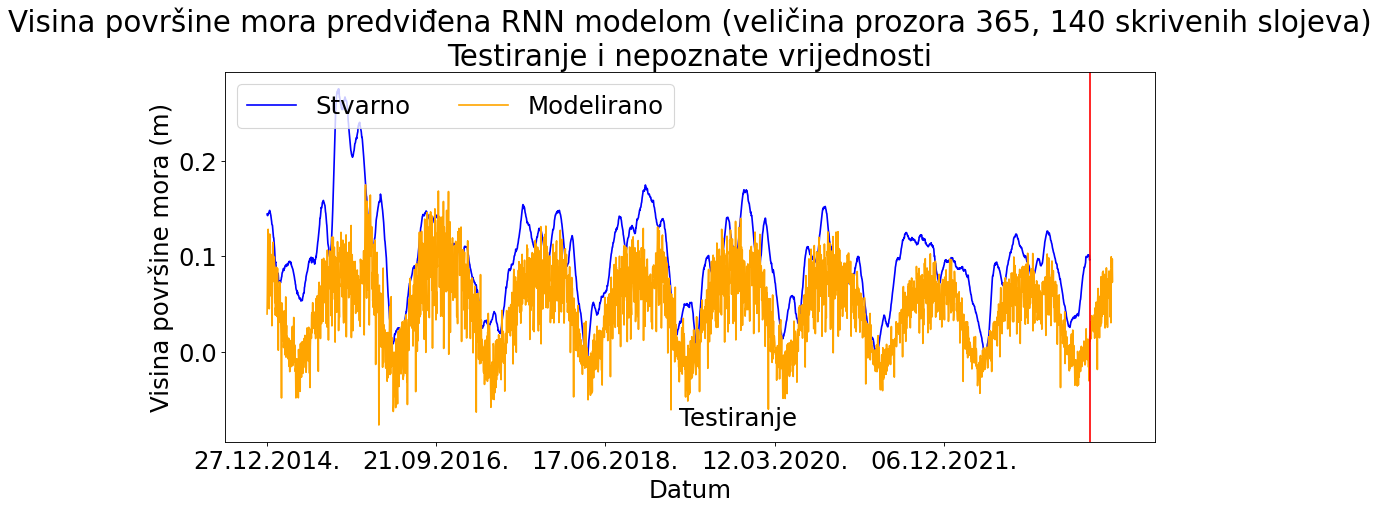 Visina površine mora predviđena RNN modelom (veličina prozora 365, 140 skrivenih slojeva)
Testiranje i nepoznate vrijednosti
Stvarno Modelirano
Visina površine mora (m)
0.2
0.1
0.0
Testiranje
27.12.2014. 21.09.2016. 17.06.2018. 12.03.2020. 06.12.2021.
Datum